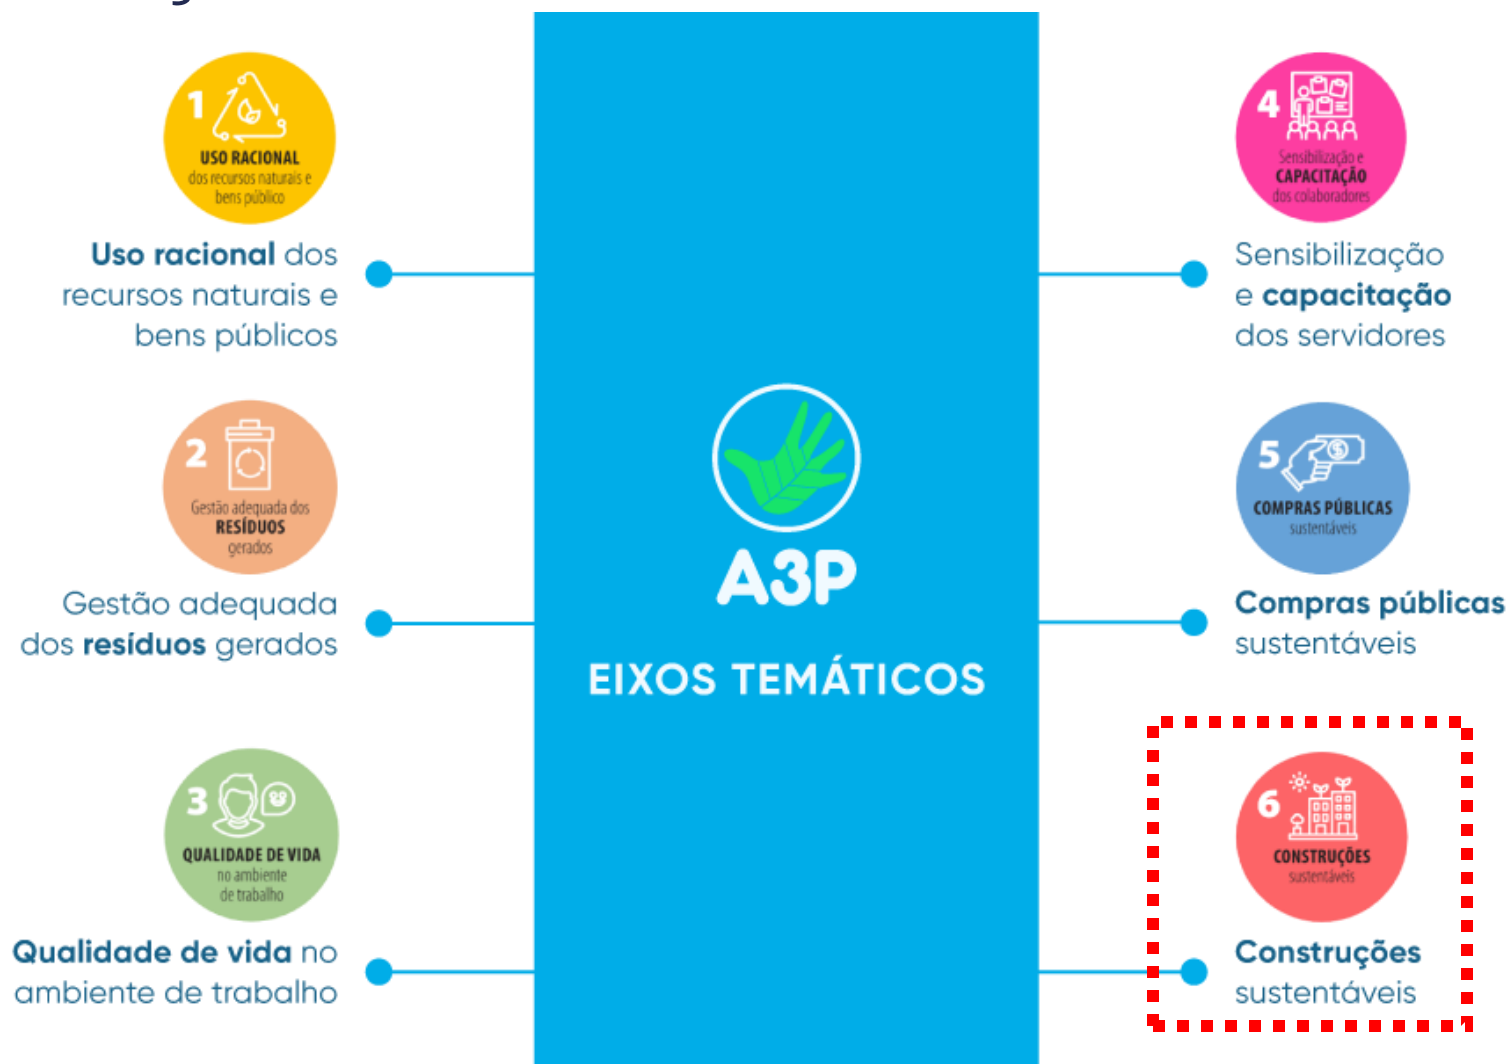 1
USO RACIONAL
dos recursos naturais e
bens público
Uso racional dos
recursos naturais e
bens públicos
2
Gestão adequada dos
RESÍDUOS
gerados
Gestão adequada
dos resíduos gerados
3
QUALIDADE DE VIDA
no ambiente
de trabalho
Qualidade de vida no
ambiente de trabalho
A3P
EIXOS TEMÁTICOS
4
Sensibilização e
CAPACITAÇÃO
dos colaboradores
Sensibilização
e capacitação
dos servidores
5
$
COMPRAS PÚBLICAS
sustentáveis
Compras públicas
sustentáveis
6
CONSTRUÇÕES
sustentáveis
Construções
sustentáveis